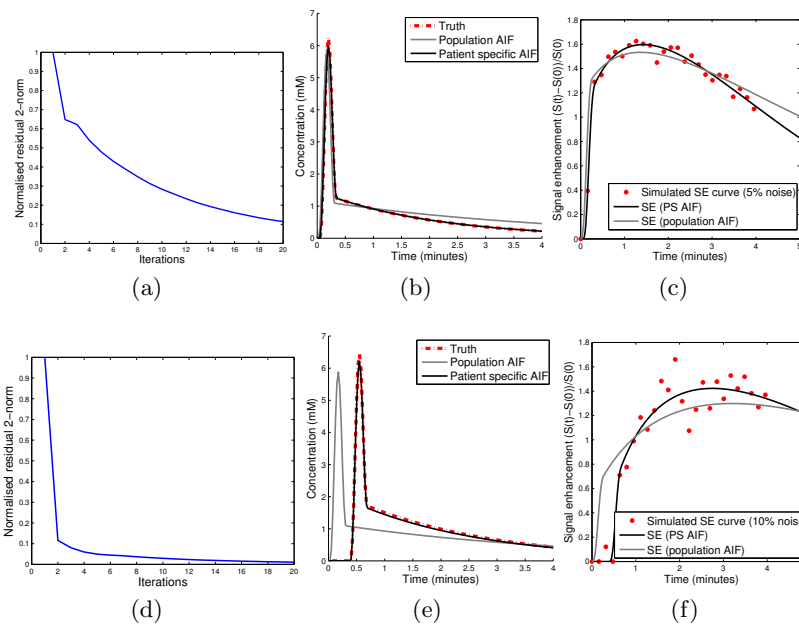 Normalised residual 2−norm
1
0.9
0.8
0.7
0.6
0.5
0.4
0.3
0.2
0.1
0
0 2 4 6 8 10 12 14 16 18 20
Iterations
(a)
Concentration (mM)
7
6
5
4
3
2
1
0
0 0.5 1 1.5 2 2.5 3 3.5 4
Time (minutes)
Truth
Population AIF
Patient specific AIF
(b)
Signal enhancement (S(t)−S(0))/S(0)
1.8
1.6
1.4
1.2
1
0.8
0.6
0.4
0.2
0
0 1 2 3 4 5
Time (minutes)
Simulated SE curve (5% noise)
SE (PS AIF)
SE (population AIF)
(c)
Normalised residual 2−norm
1
0.9
0.8
0.7
0.6
0.5
0.4
0.3
0.2
0.1
0
0 2 4 6 8 10 12 14 16 18 20
Iterations
(d)
Concentration (mM)
7
6
5
4
3
2
1
0
0 0.5 1 1.5 2 2.5 3 3.5 4
Time (minutes)
Truth
Population AIF
Patient specific AIF
(e)
Signal enhancement (S(t)−S(0))/S(0)
1.8
1.6
1.4
1.2
1
0.8
0.6
0.4
0.2
0
0 1 2 3 4
Time (minutes)
Simulated SE curve (10% noise
SE (PS AIF)
SE (population AIF)
(f)